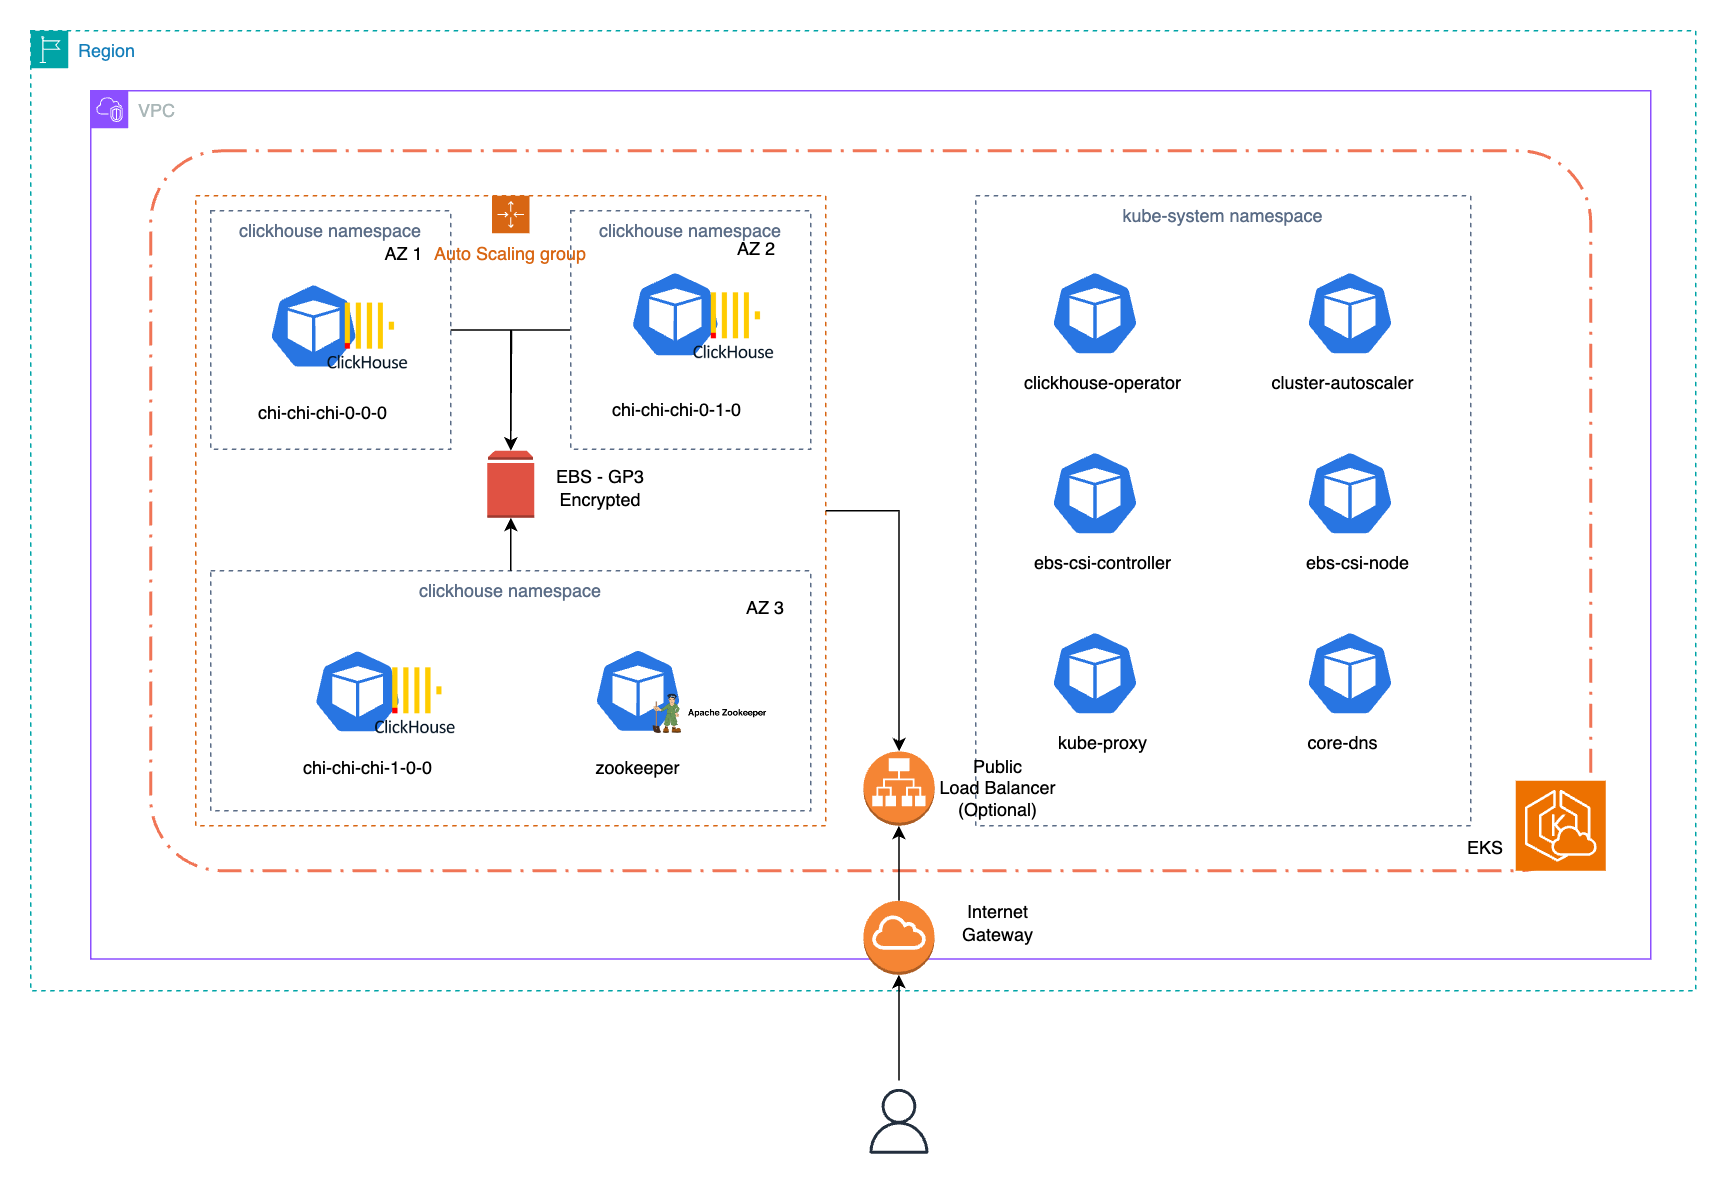 Region
VPC
clickhouse namespace
AZ 1
Auto Scaling group
clickhouse namespace
AZ 2
kube-system namespace
ClickHouse
chi-chi-chi-0-0-0
ClickHouse
chi-chi-chi-0-1-0
clickhouse-operator
cluster-autoscaler
EBS - GP3
Encrypted
ebs-csi-controller
ebs-csi-node
clickhouse namespace
AZ 3
ClickHouse
chi-chi-chi-1-0-0
Apache Zookeeper
zookeeper
kube-proxy
core-dns
Public
Load Balancer
(Optional)
K
EKS
Internet
Gateway